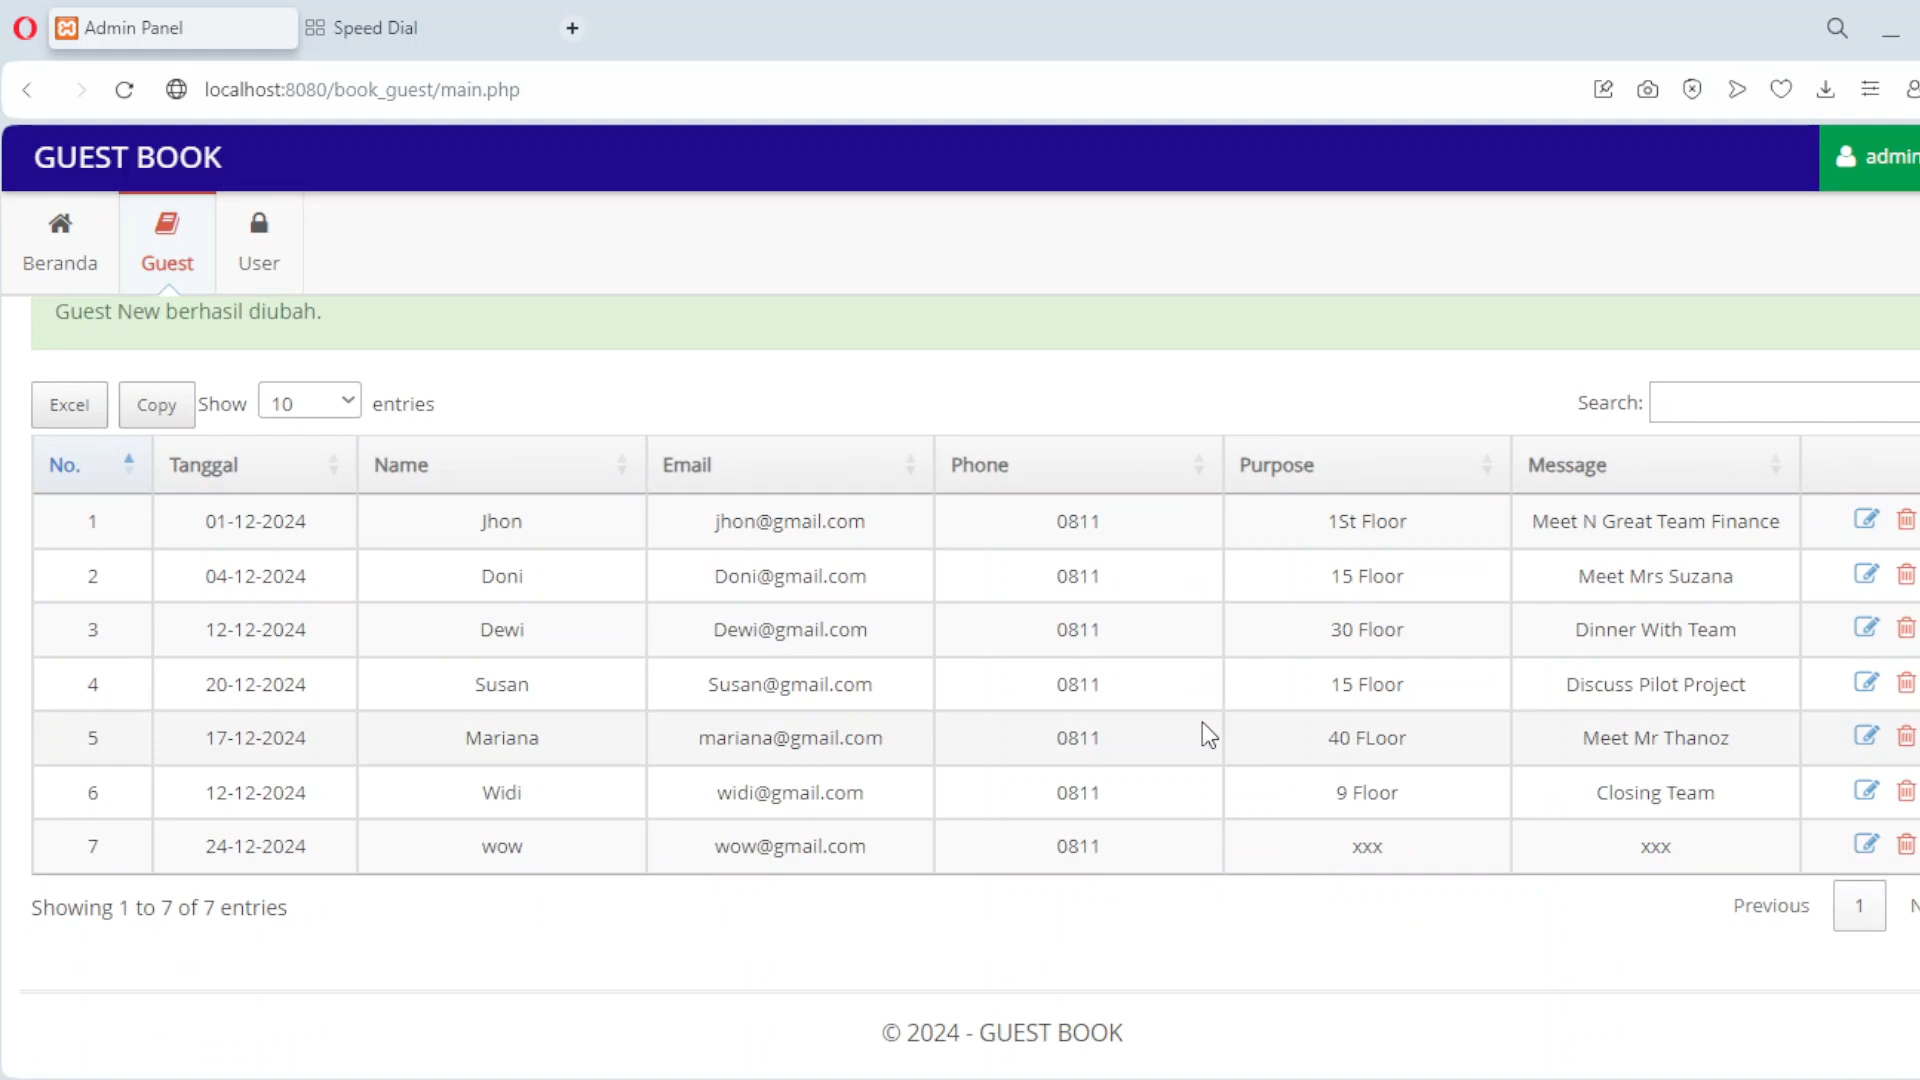 Admin Panel
Speed Dial
localhost:8080/book_guest/main.php
GUEST BOOK
admin
Beranda
Guest
User
Guest New berhasil diubah.
Excel Copy Show 10 entries Search:
No. Tanggal Name Email Phone Purpose Message
1 01-12-2024 Jhon jhon@gmail.com 0811 1St Floor Meet N Great Team Finance
2 04-12-2024 Doni Doni@gmail.com 0811 15 Floor Meet Mrs Suzana
3 12-12-2024 Dewi Dewi@gmail.com 0811 30 Floor Dinner With Team
4 20-12-2024 Susan Susan@gmail.com 0811 15 Floor Discuss Pilot Project
5 17-12-2024 Mariana mariana@gmail.com 0811 40 FLoor Meet Mr Thanoz
6 12-12-2024 Widi widi@gmail.com 0811 9 Floor Closing Team
7 24-12-2024 wow wow@gmail.com 0811 xxx xxx
Showing 1 to 7 of 7 entries
Previous 1
© 2024 - GUEST BOOK